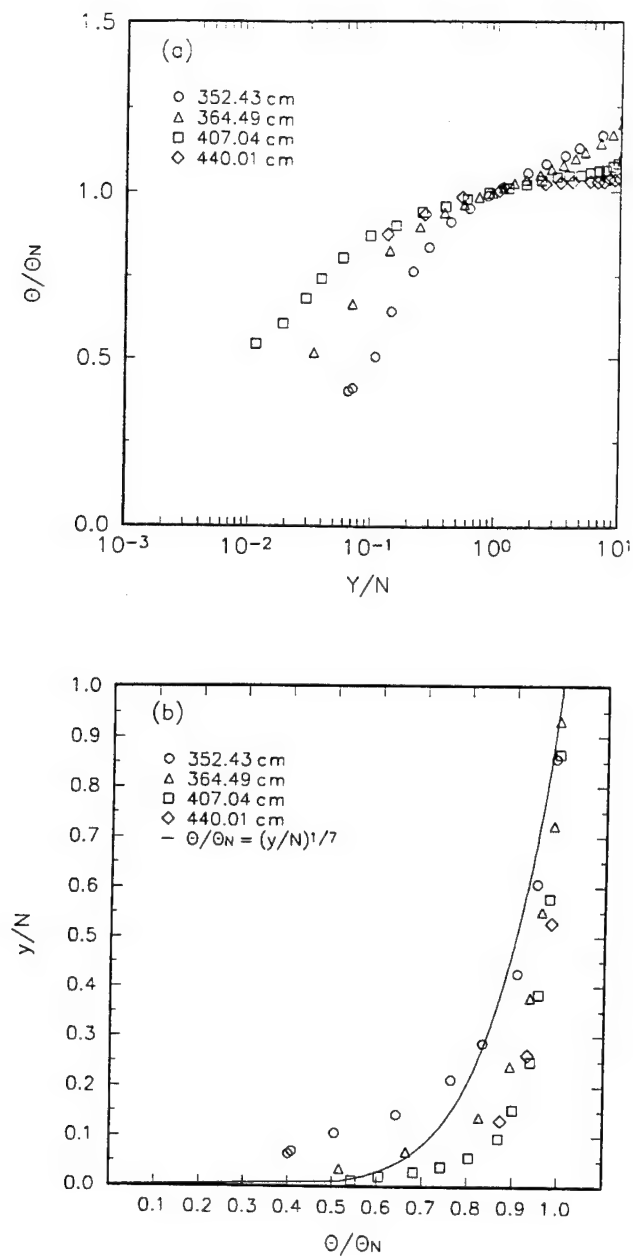 1.5
(a)
○ 352.43 cm
△ 364.49 cm
□ 407.04 cm
◇ 440.01 cm
1.0
Θ/ΘN
0.5
0.0
10⁻³ 10⁻² 10⁻¹ 10⁰ 10¹
Y/N
1.0
(b)
0.9
○ 352.43 cm
0.8
△ 364.49 cm
□ 407.04 cm
0.7
◇ 440.01 cm
— Θ/ΘN = (y/N)1/7
0.6
y/N
0.5
0.4
0.3
0.2
0.1
0.0
0.1 0.2 0.3 0.4 0.5 0.6 0.7 0.8 0.9 1.0
Θ/ΘN